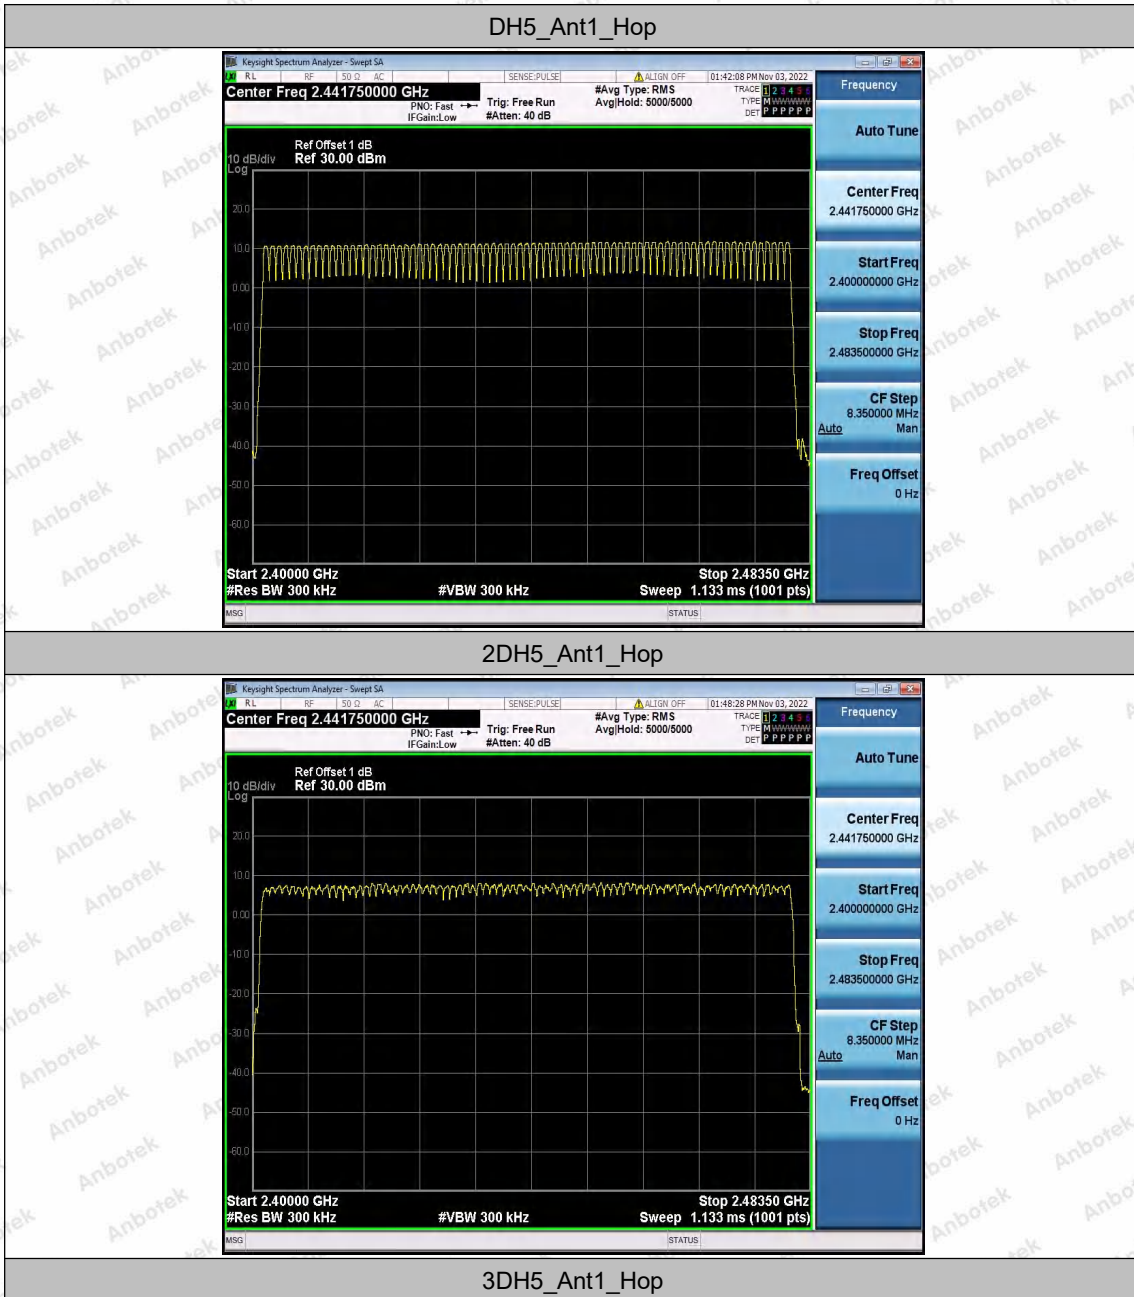 DH5_Ant1_Hop
Keysight Spectrum Analyzer - Swept SA
LXI RL RF 50 Ω AC SENSE:PULSE ALIGN OFF 01:42:08 PM Nov 03, 2022
Center Freq 2.441750000 GHz
PNO: Fast
IFGain:Low
Trig: Free Run
#Atten: 40 dB
#Avg Type: RMS
Avg|Hold: 5000/5000
TRACE 1 2 3 4 5 6
TYPE M WWWWW
DET P P P P P P
Frequency
Auto Tune
Center Freq
2.441750000 GHz
Start Freq
2.400000000 GHz
Stop Freq
2.483500000 GHz
CF Step
8.350000 MHz
Auto Man
Freq Offset
0 Hz
10 dB/div
Log
Ref Offset 1 dB
Ref 30.00 dBm
20.0
10.0
0.00
-10.0
-20.0
-30.0
-40.0
-50.0
-60.0
Start 2.40000 GHz
#Res BW 300 kHz
#VBW 300 kHz
Stop 2.48350 GHz
Sweep 1.133 ms (1001 pts)
MSG STATUS
2DH5_Ant1_Hop
Keysight Spectrum Analyzer - Swept SA
LXI RL RF 50 Ω AC SENSE:PULSE ALIGN OFF 01:48:28 PM Nov 03, 2022
Center Freq 2.441750000 GHz
PNO: Fast
IFGain:Low
Trig: Free Run
#Atten: 40 dB
#Avg Type: RMS
Avg|Hold: 5000/5000
TRACE 1 2 3 4 5 6
TYPE M WWWWW
DET P P P P P P
Frequency
Auto Tune
Center Freq
2.441750000 GHz
Start Freq
2.400000000 GHz
Stop Freq
2.483500000 GHz
CF Step
8.350000 MHz
Auto Man
Freq Offset
0 Hz
10 dB/div
Log
Ref Offset 1 dB
Ref 30.00 dBm
20.0
10.0
0.00
-10.0
-20.0
-30.0
-40.0
-50.0
-60.0
Start 2.40000 GHz
#Res BW 300 kHz
#VBW 300 kHz
Stop 2.48350 GHz
Sweep 1.133 ms (1001 pts)
MSG STATUS
3DH5_Ant1_Hop
Anbotek